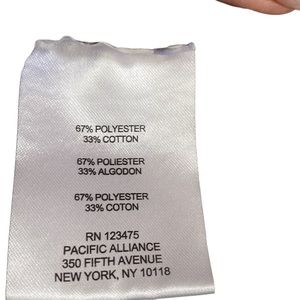 67% POLYESTER
33% COTTON
67% POLIESTER
33% ALGODON
67% POLYESTER
33% COTON
RN 123475
PACIFIC ALLIANCE
350 FIFTH AVENUE
NEW YORK, NY 10118